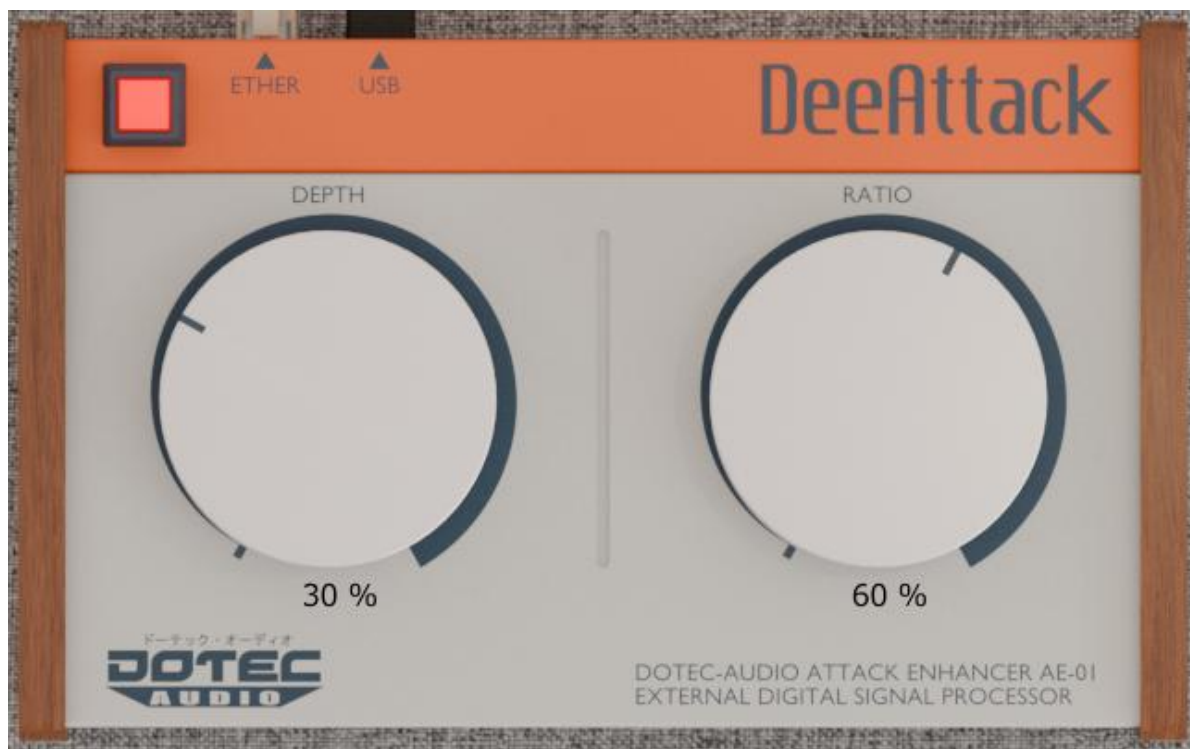 ETHER
USB
DeeAttack
DEPTH
RATIO
30 %
60 %
ドーテック・オーディオ
DOTEC
AUDIO
DOTEC-AUDIO ATTACK ENHANCER AE-01
EXTERNAL DIGITAL SIGNAL PROCESSOR